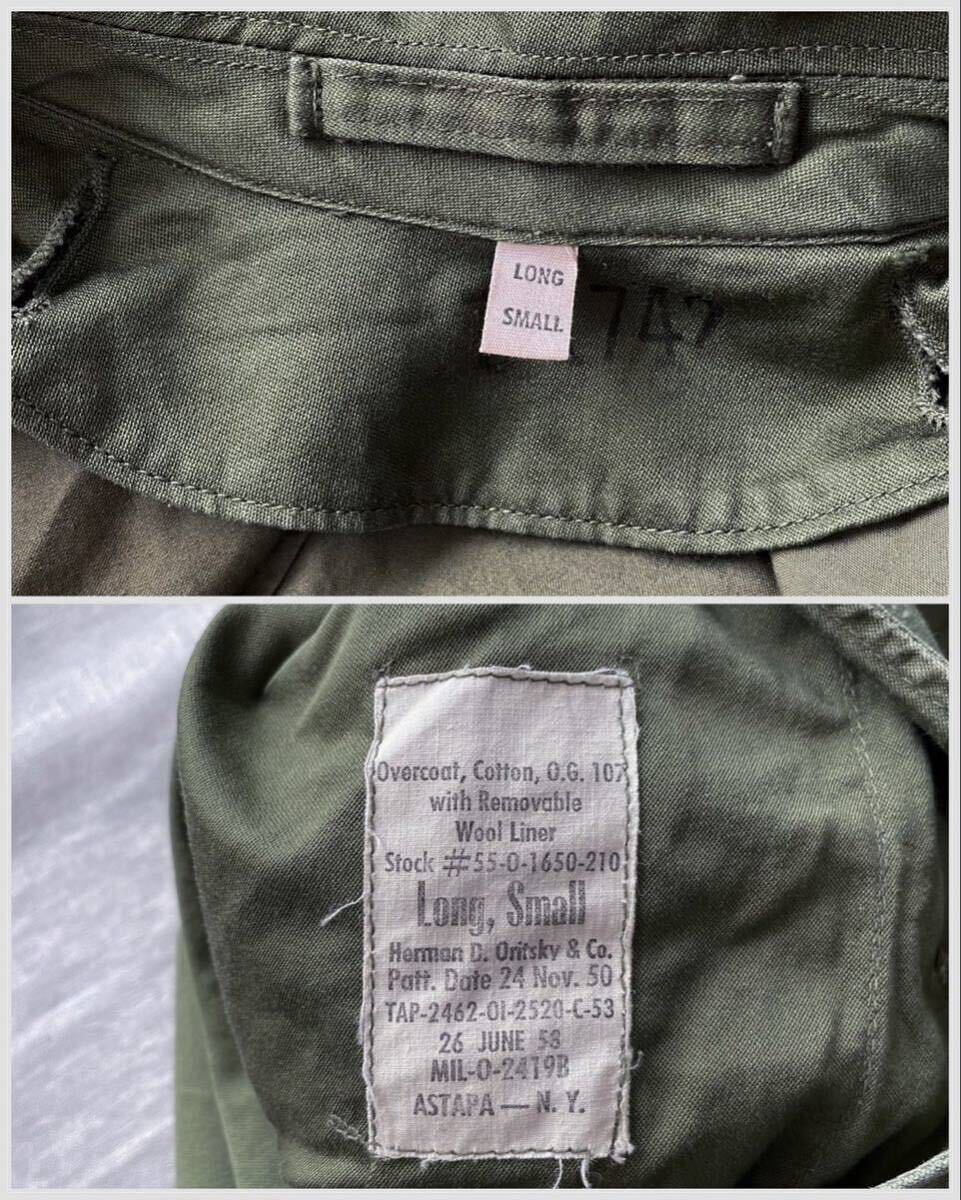 LONG
SMALL
747
Overcoat, Cotton, O.G. 107
with Removable
Wool Liner
Stock #55-O-1650-210
Long, Small
Herman D. Oritsky & Co.
Patt. Date 24 Nov. 50
TAP-2462-OI-2520-C-53
26 JUNE 53
MIL-O-2419B
ASTAPA — N. Y.